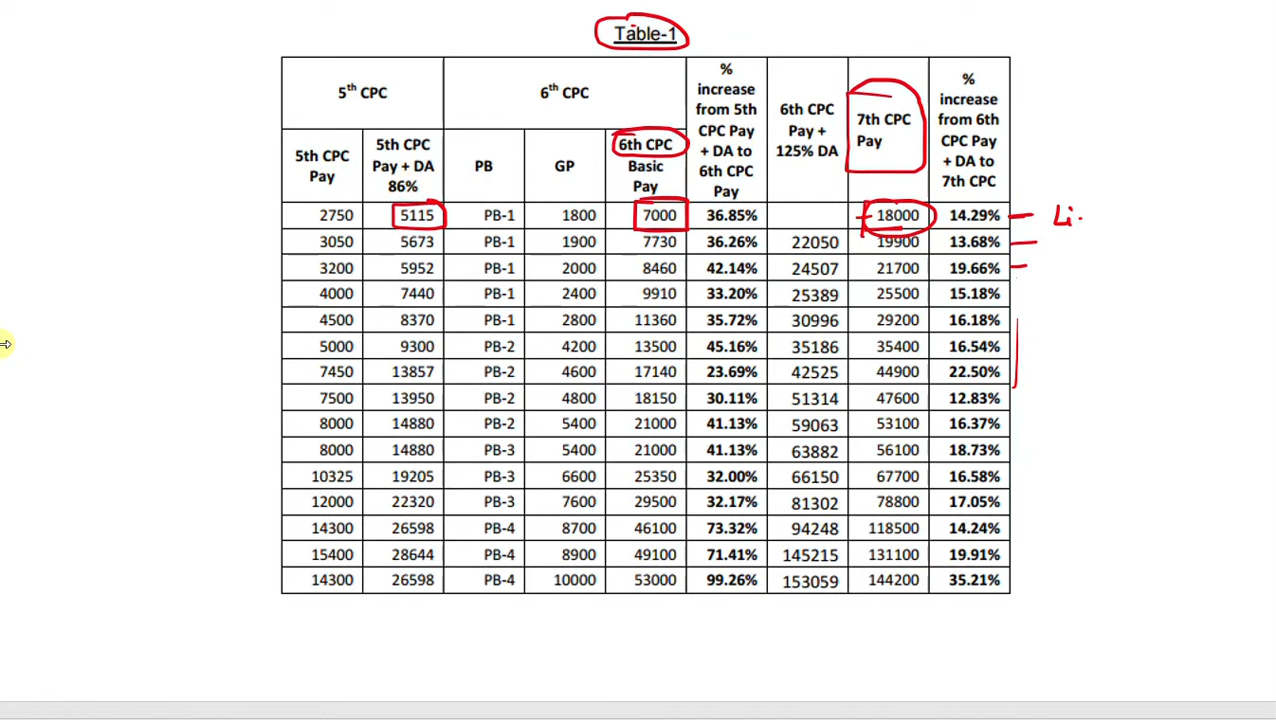 Table-1
5th CPC 6th CPC % increase from 5th CPC Pay + DA to 6th CPC Pay 6th CPC Pay + 125% DA 7th CPC Pay % increase from 6th CPC Pay + DA to 7th CPC
5th CPC Pay 5th CPC Pay + DA 86% PB GP 6th CPC Basic Pay
2750 5115 PB-1 1800 7000 36.85% 18000 14.29% Li
3050 5673 PB-1 1900 7730 36.26% 22050 19900 13.68%
3200 5952 PB-1 2000 8460 42.14% 24507 21700 19.66%
4000 7440 PB-1 2400 9910 33.20% 25389 25500 15.18%
4500 8370 PB-1 2800 11360 35.72% 30996 29200 16.18%
5000 9300 PB-2 4200 13500 45.16% 35186 35400 16.54%
7450 13857 PB-2 4600 17140 23.69% 42525 44900 22.50%
7500 13950 PB-2 4800 18150 30.11% 51314 47600 12.83%
8000 14880 PB-2 5400 21000 41.13% 59063 53100 16.37%
8000 14880 PB-3 5400 21000 41.13% 63882 56100 18.73%
10325 19205 PB-3 6600 25350 32.00% 66150 67700 16.58%
12000 22320 PB-3 7600 29500 32.17% 81302 78800 17.05%
14300 26598 PB-4 8700 46100 73.32% 94248 118500 14.24%
15400 28644 PB-4 8900 49100 71.41% 145215 131100 19.91%
14300 26598 PB-4 10000 53000 99.26% 153059 144200 35.21%